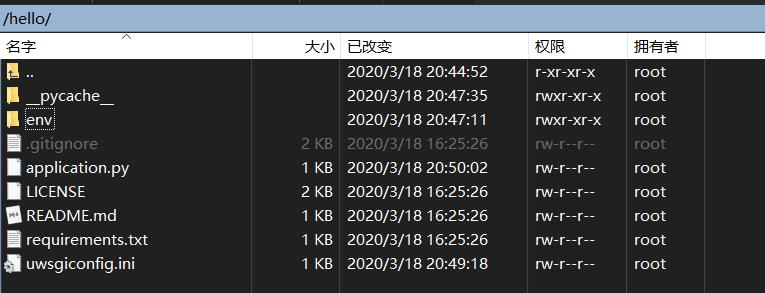 /hello/
名字 大小 已改变 权限 拥有者
.. 2020/3/18 20:44:52 r-xr-xr-x root
__pycache__ 2020/3/18 20:47:35 rwxr-xr-x root
env 2020/3/18 20:47:11 rwxr-xr-x root
.gitignore 2 KB 2020/3/18 16:25:26 rw-r--r-- root
application.py 1 KB 2020/3/18 20:50:02 rw-r--r-- root
LICENSE 2 KB 2020/3/18 16:25:26 rw-r--r-- root
README.md 1 KB 2020/3/18 16:25:26 rw-r--r-- root
requirements.txt 1 KB 2020/3/18 16:25:26 rw-r--r-- root
uwsgiconfig.ini 1 KB 2020/3/18 20:49:18 rw-r--r-- root